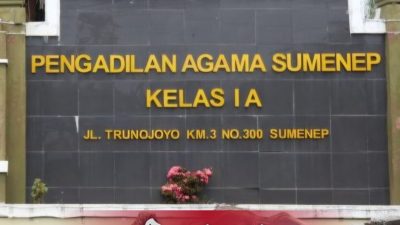 PENGADILAN AGAMA SUMENEP
KELAS I A
JL. TRUNOJOYO KM.3 NO.300 SUMENEP